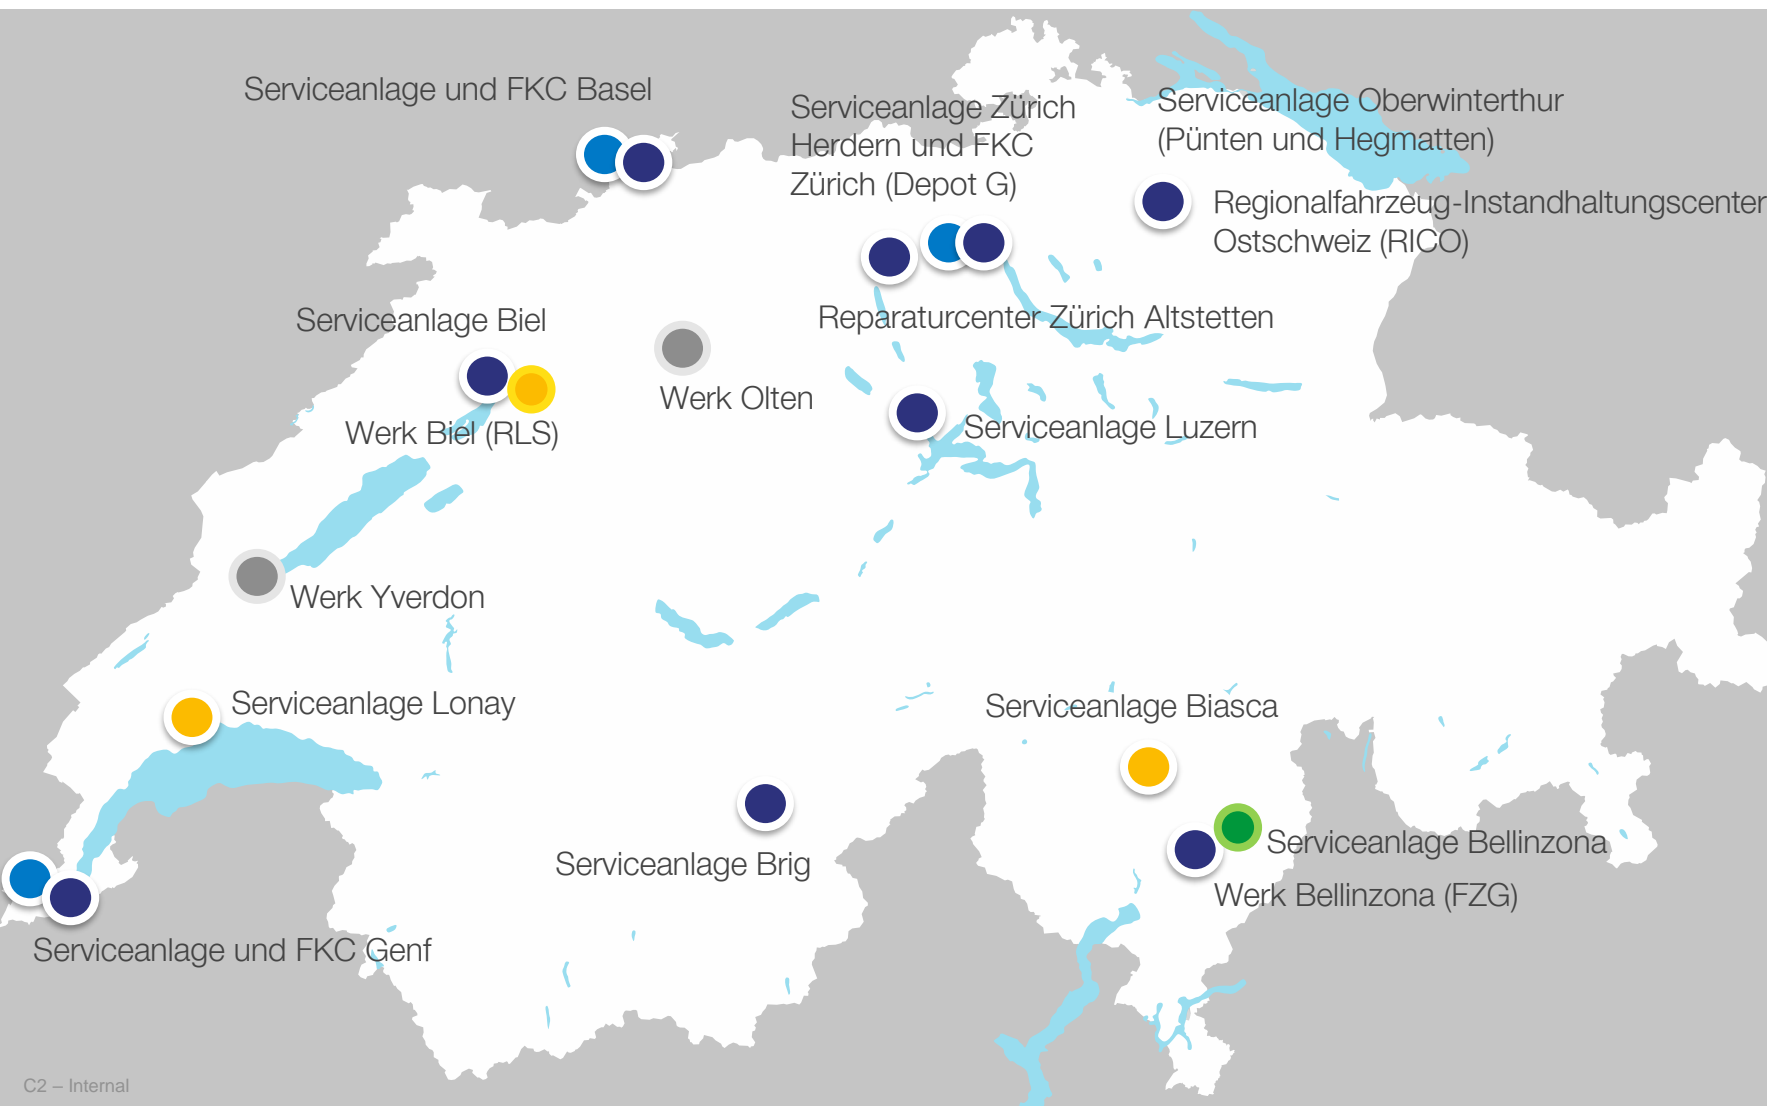 Serviceanlage und FKC Basel
Serviceanlage Zürich
Herdern und FKC
Zürich (Depot G)
Serviceanlage Oberwinterthur
(Pünten und Hegmatten)
Regionalfahrzeug-Instandhaltungscenter
Ostschweiz (RICO)
Serviceanlage Biel
Reparaturcenter Zürich Altstetten
Werk Olten
Werk Biel (RLS)
Serviceanlage Luzern
Werk Yverdon
Serviceanlage Lonay
Serviceanlage Biasca
Serviceanlage Brig
Serviceanlage Bellinzona
Werk Bellinzona (FZG)
Serviceanlage und FKC Genf
C2 – Internal